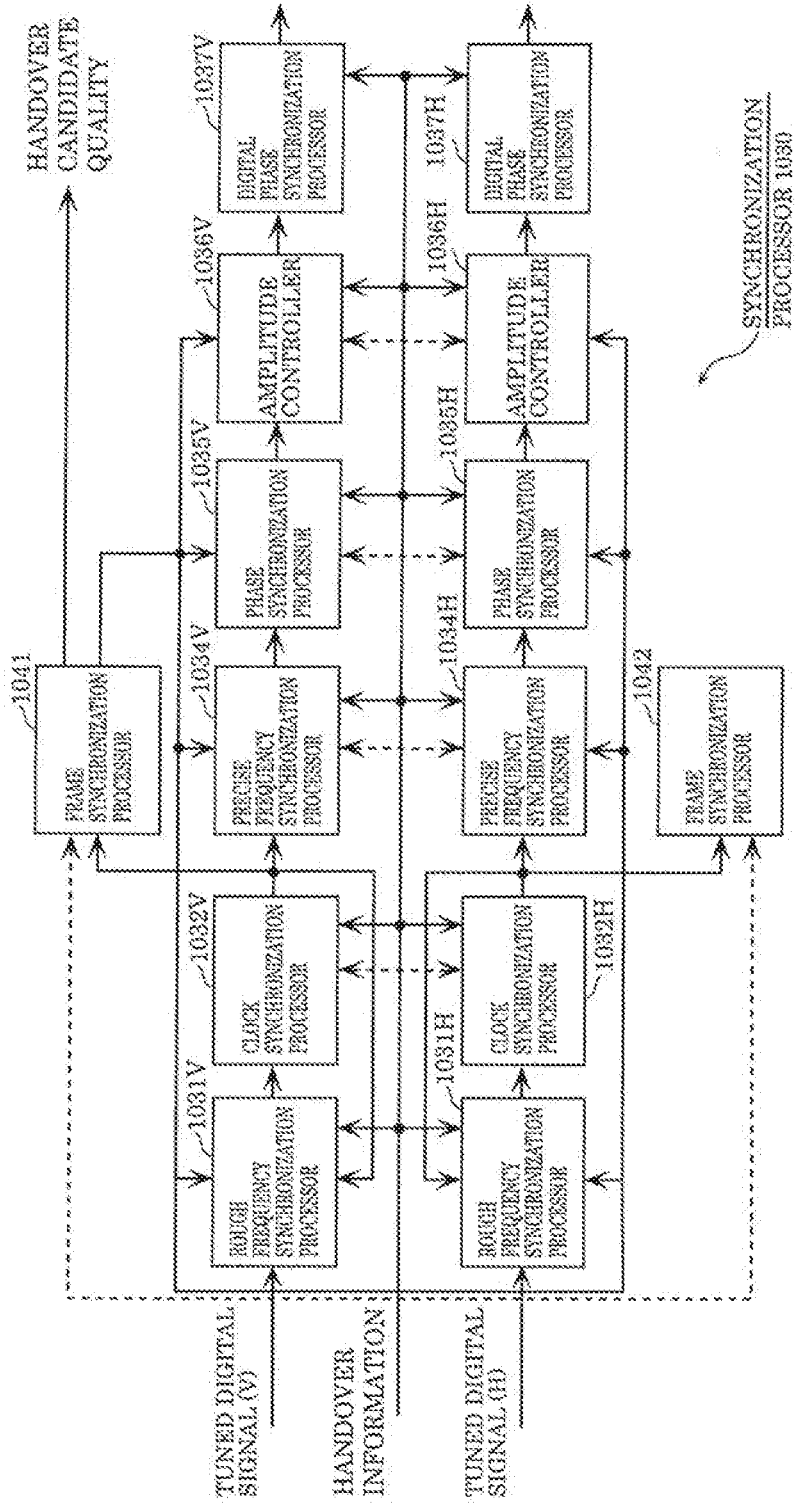 HANDOVER
CANDIDATE
QUALITY
1041
FRAME
SYNCHRONIZATION
PROCESSOR
TUNED DIGITAL
SIGNAL (V)
1031V
ROUGH
FREQUENCY
SYNCHRONIZATION
PROCESSOR
1032V
CLOCK
SYNCHRONIZATION
PROCESSOR
1034V
PRECISE
FREQUENCY
SYNCHRONIZATION
PROCESSOR
1035V
PHASE
SYNCHRONIZATION
PROCESSOR
1036V
AMPLITUDE
CONTROLLER
1037V
DIGITAL
PHASE
SYNCHRONIZATION
PROCESSOR
HANDOVER
INFORMATION
TUNED DIGITAL
SIGNAL (H)
1031H
ROUGH
FREQUENCY
SYNCHRONIZATION
PROCESSOR
1032H
CLOCK
SYNCHRONIZATION
PROCESSOR
1034H
PRECISE
FREQUENCY
SYNCHRONIZATION
PROCESSOR
1035H
PHASE
SYNCHRONIZATION
PROCESSOR
1036H
AMPLITUDE
CONTROLLER
1037H
DIGITAL
PHASE
SYNCHRONIZATION
PROCESSOR
1042
FRAME
SYNCHRONIZATION
PROCESSOR
SYNCHRONIZATION
PROCESSOR 1030